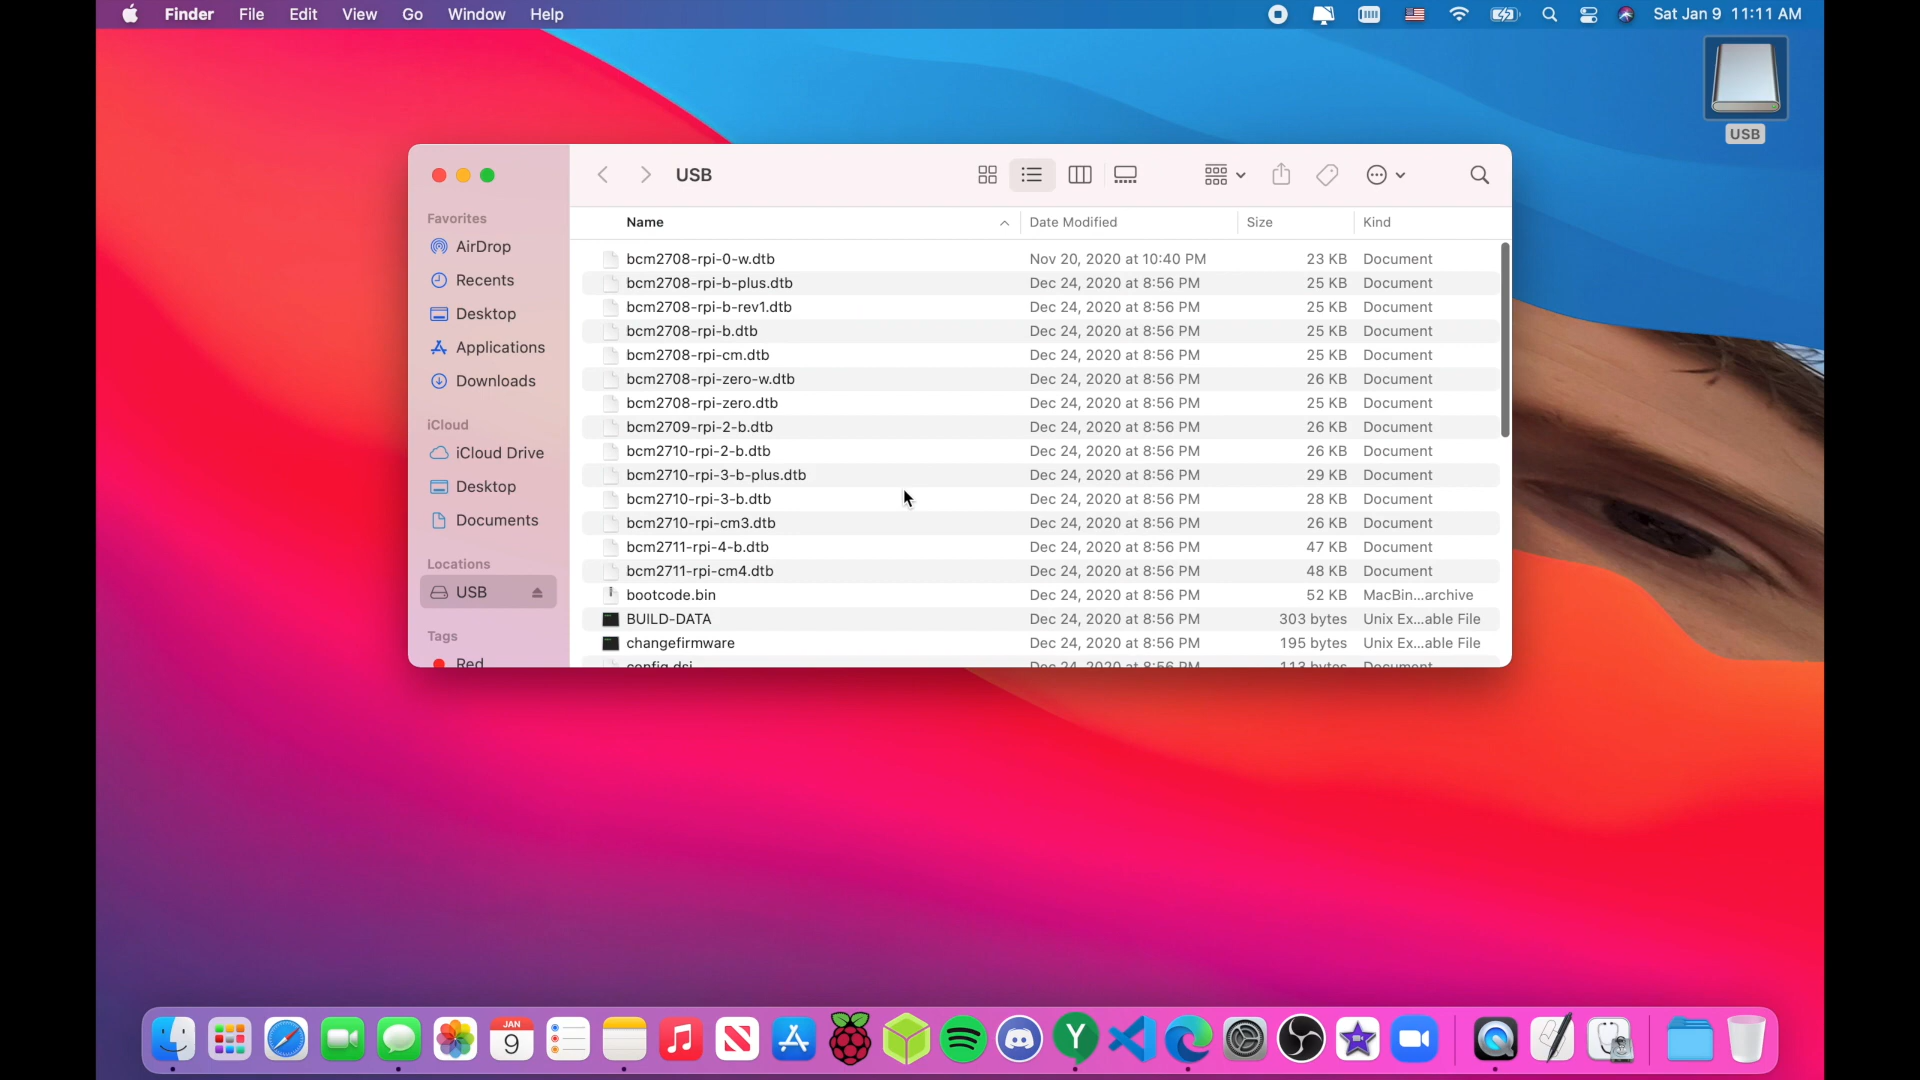 Finder File Edit View Go Window Help Sat Jan 9 11:11 AM
USB
USB
Name Date Modified Size Kind
Favorites
AirDrop
Recents
Desktop
Applications
Downloads
iCloud
iCloud Drive
Desktop
Documents
Locations
USB
Tags
Red
bcm2708-rpi-0-w.dtb Nov 20, 2020 at 10:40 PM 23 KB Document
bcm2708-rpi-b-plus.dtb Dec 24, 2020 at 8:56 PM 25 KB Document
bcm2708-rpi-b-rev1.dtb Dec 24, 2020 at 8:56 PM 25 KB Document
bcm2708-rpi-b.dtb Dec 24, 2020 at 8:56 PM 25 KB Document
bcm2708-rpi-cm.dtb Dec 24, 2020 at 8:56 PM 25 KB Document
bcm2708-rpi-zero-w.dtb Dec 24, 2020 at 8:56 PM 26 KB Document
bcm2708-rpi-zero.dtb Dec 24, 2020 at 8:56 PM 25 KB Document
bcm2709-rpi-2-b.dtb Dec 24, 2020 at 8:56 PM 26 KB Document
bcm2710-rpi-2-b.dtb Dec 24, 2020 at 8:56 PM 26 KB Document
bcm2710-rpi-3-b-plus.dtb Dec 24, 2020 at 8:56 PM 29 KB Document
bcm2710-rpi-3-b.dtb Dec 24, 2020 at 8:56 PM 28 KB Document
bcm2710-rpi-cm3.dtb Dec 24, 2020 at 8:56 PM 26 KB Document
bcm2711-rpi-4-b.dtb Dec 24, 2020 at 8:56 PM 47 KB Document
bcm2711-rpi-cm4.dtb Dec 24, 2020 at 8:56 PM 48 KB Document
bootcode.bin Dec 24, 2020 at 8:56 PM 52 KB MacBin...archive
BUILD-DATA Dec 24, 2020 at 8:56 PM 303 bytes Unix Ex...able File
changefirmware Dec 24, 2020 at 8:56 PM 195 bytes Unix Ex...able File
config.dsi Dec 24, 2020 at 8:56 PM 113 bytes Document
JAN
9
Y